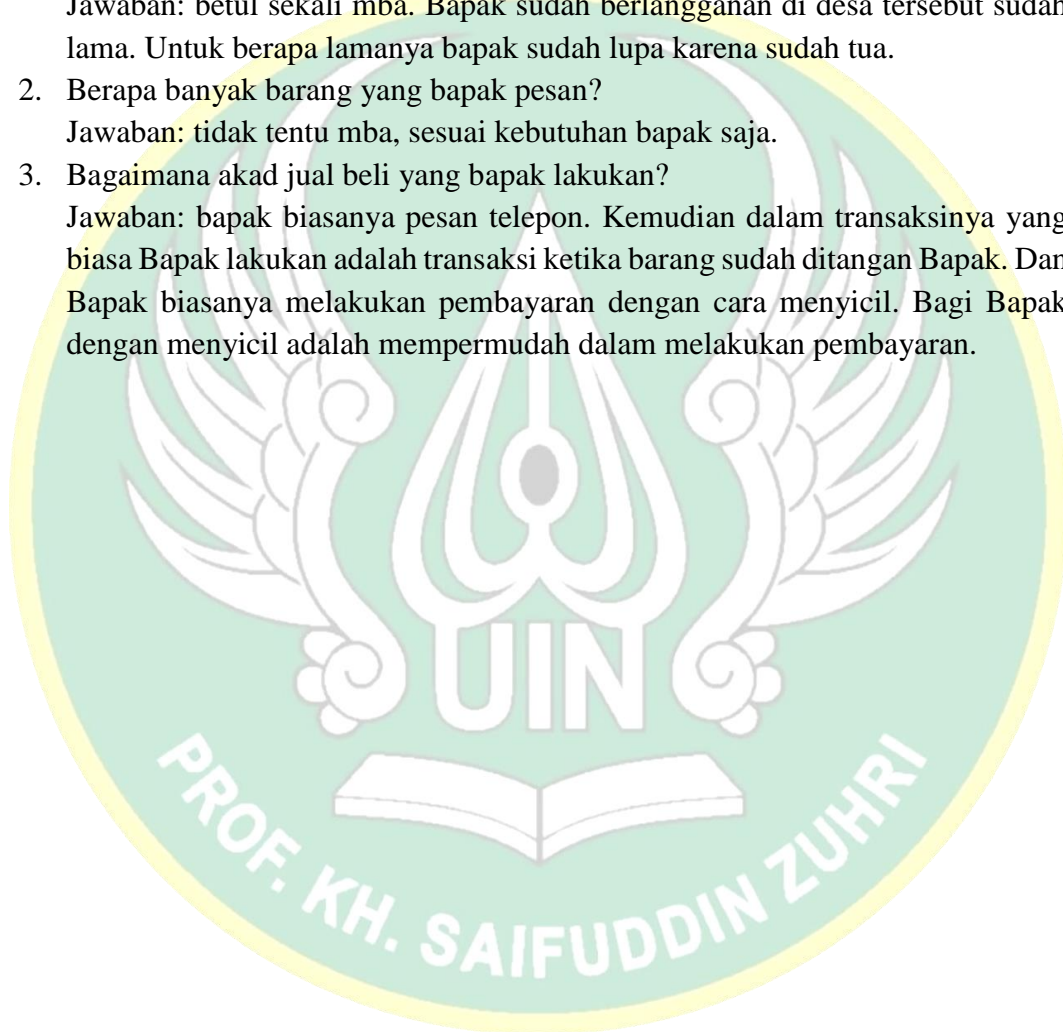 Jawaban: betul sekali mba. Bapak sudah berlangganan di desa tersebut sudah
lama. Untuk berapa lamanya bapak sudah lupa karena sudah tua.
2. Berapa banyak barang yang bapak pesan?
Jawaban: tidak tentu mba, sesuai kebutuhan bapak saja.
3. Bagaimana akad jual beli yang bapak lakukan?
Jawaban: bapak biasanya pesan telepon. Kemudian dalam transaksinya yang
biasa Bapak lakukan adalah transaksi ketika barang sudah ditangan Bapak. Dan
Bapak biasanya melakukan pembayaran dengan cara menyicil. Bagi Bapak
dengan menyicil adalah mempermudah dalam melakukan pembayaran.
UIN
PROF. KH. SAIFUDDIN ZUHRI